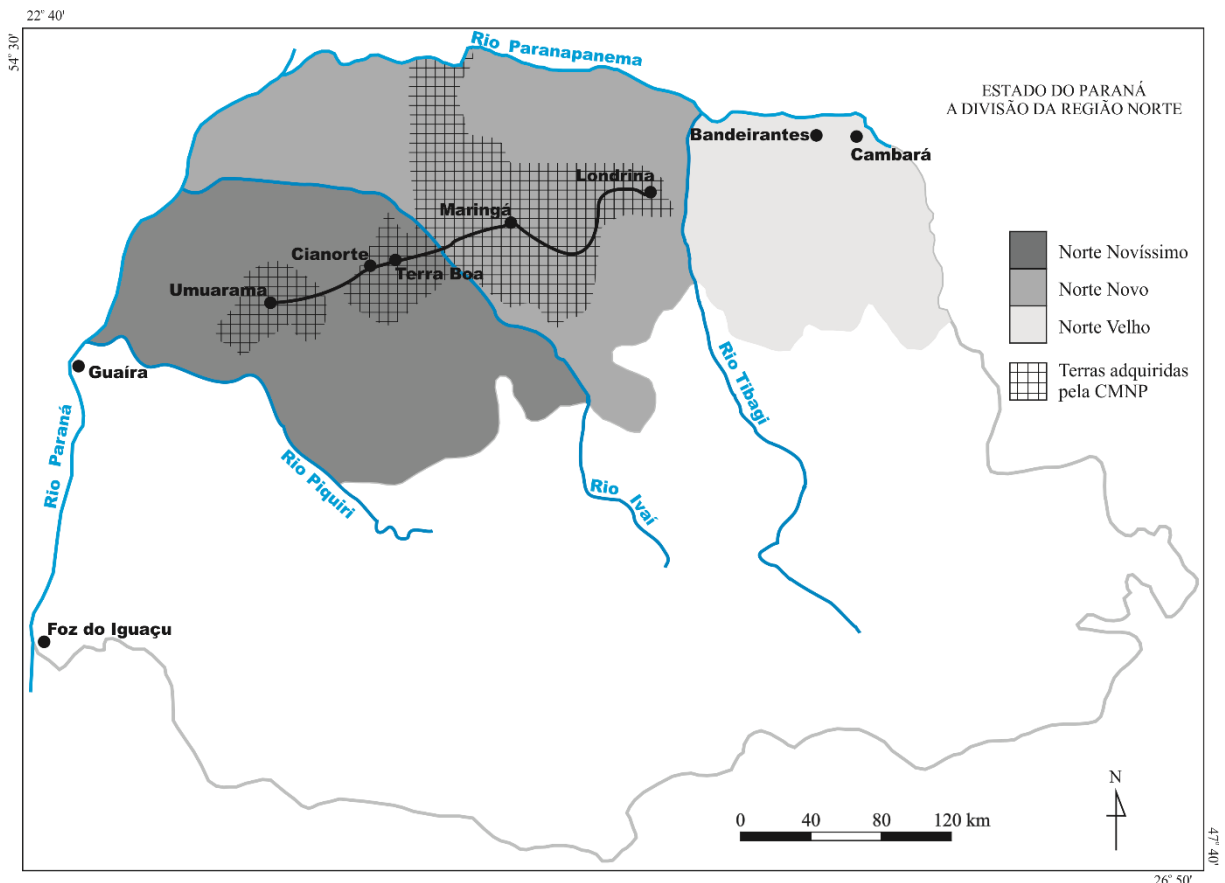 22° 40'
54° 30'
Rio Paranapanema
ESTADO DO PARANÁ
A DIVISÃO DA REGIÃO NORTE
Bandeirantes
Cambará
Londrina
Maringá
Cianorte
Terra Boa
Umuarama
Norte Novíssimo
Norte Novo
Norte Velho
Terras adquiridas
pela CMNP
Guaíra
Rio Tibagi
Rio Paraná
Rio Piquiri
Rio Ivaí
Foz do Iguaçu
N
0 40 80 120 km
47° 40'
26° 50'